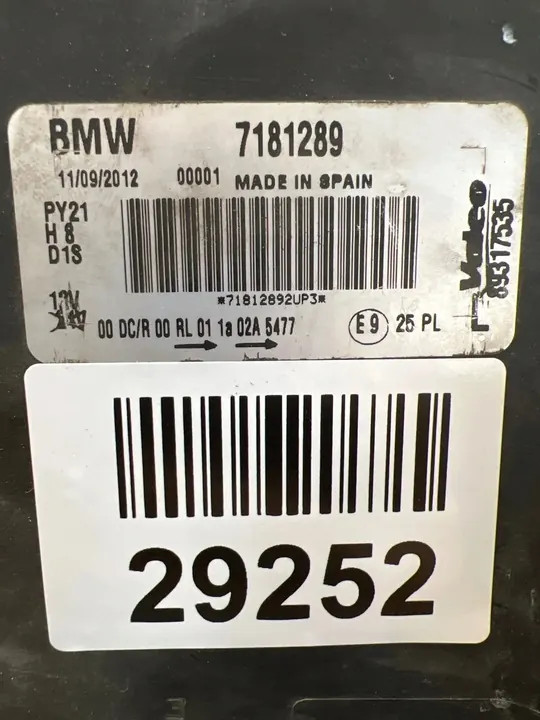 BMW 7181289
11/09/2012 00001 MADE IN SPAIN
PY21
H8
D1S
*71812892UP3*
12V
00 DC/R 00 RL 01 1a 02A 5477 E9 25 PL
L Valeo
89317535
29252